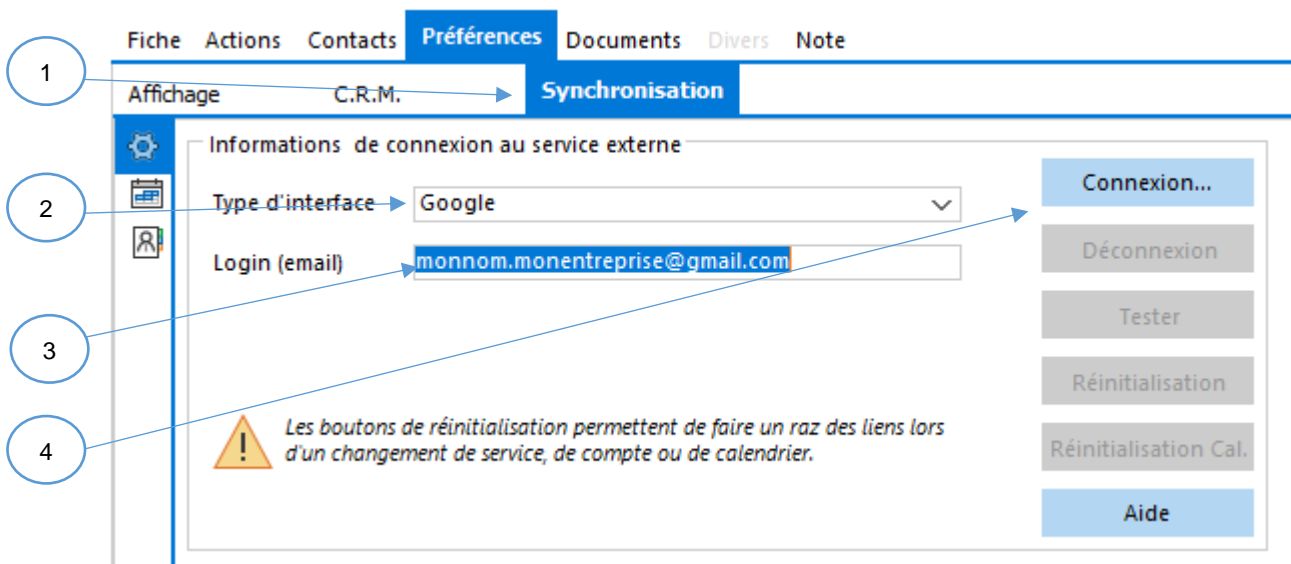 Fiche Actions Contacts Préférences Documents Divers Note
1
Affichage C.R.M. Synchronisation
Informations de connexion au service externe
Connexion...
2
Type d'interface Google
Login (email) monnom.monentreprise@gmail.com
Déconnexion
Tester
3
Réinitialisation
Les boutons de réinitialisation permettent de faire un raz des liens lors
d'un changement de service, de compte ou de calendrier.
4
Réinitialisation Cal.
Aide